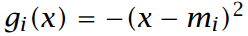 gᵢ(x) = −(x − mᵢ)²